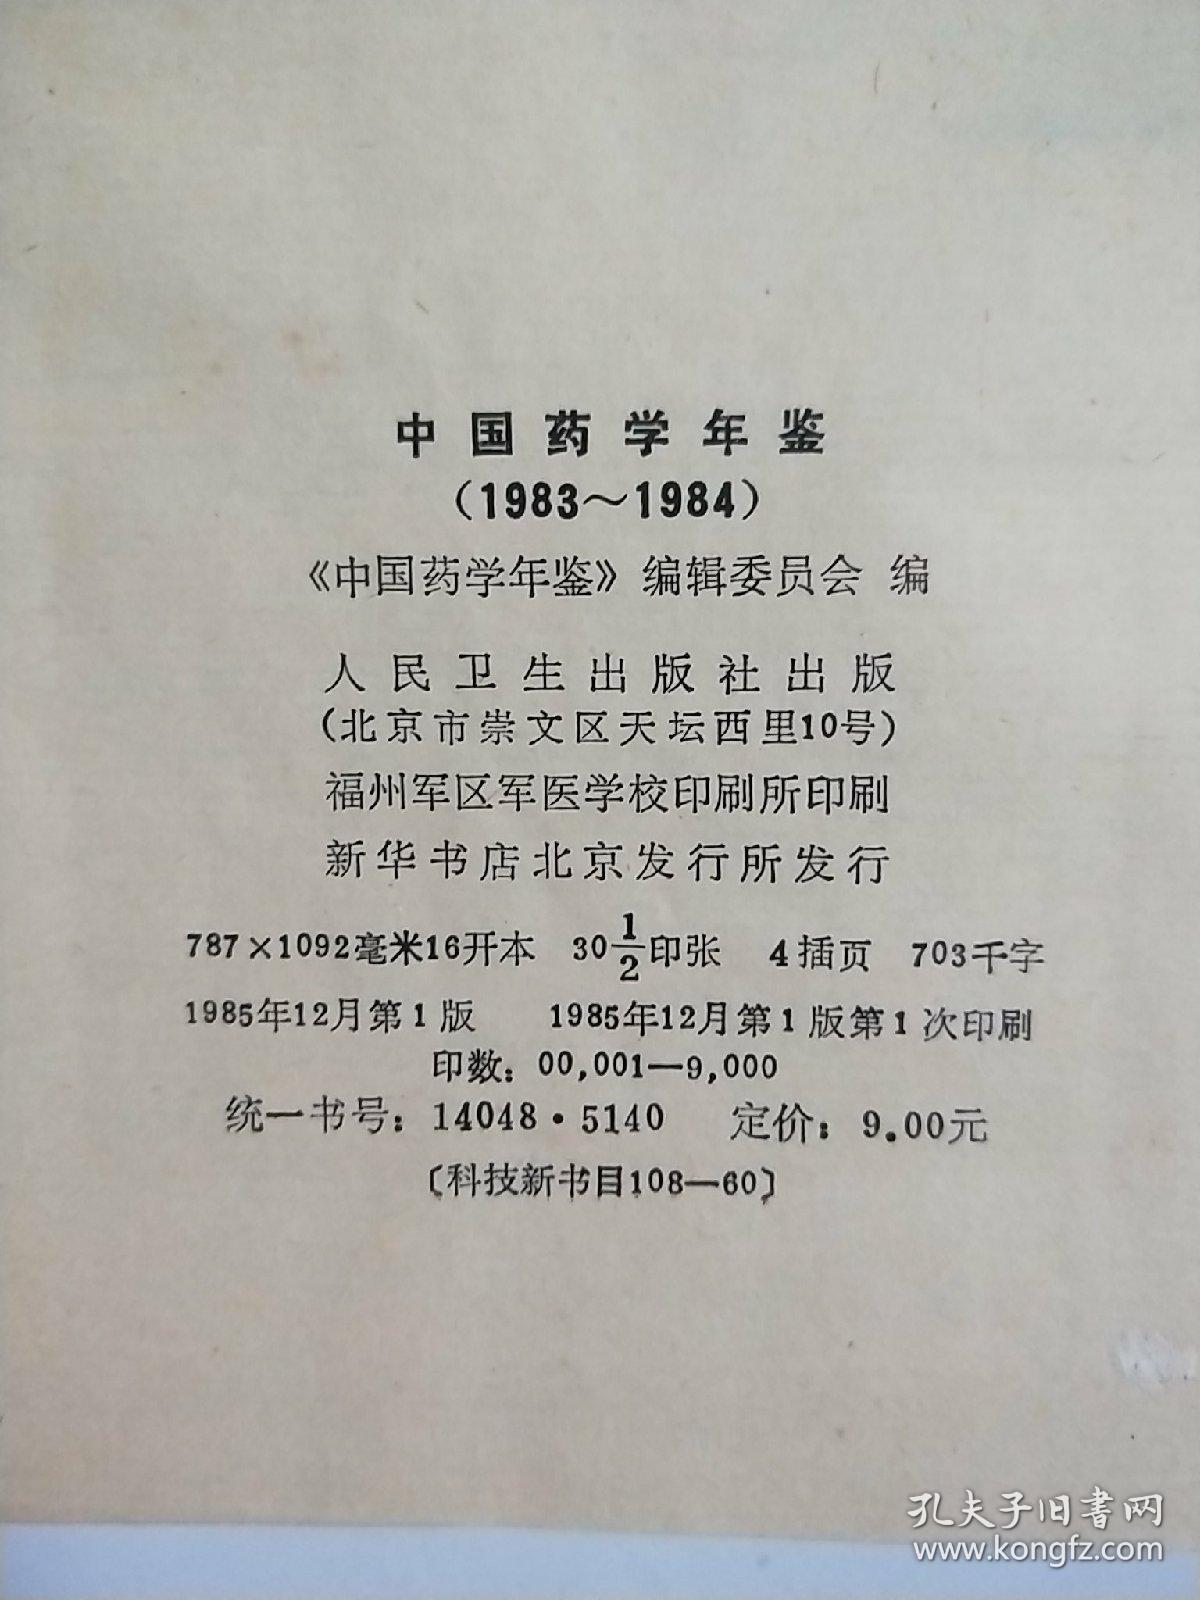 中国药学年鉴
（1983～1984）
《中国药学年鉴》编辑委员会 编
人民卫生出版社出版
(北京市崇文区天坛西里10号)
福州军区军医学校印刷所印刷
新华书店北京发行所发行
787×1092毫米16开本 30 1/2印张 4插页 703千字
1985年12月第1版 1985年12月第1版第1次印刷
印数：00,001—9,000
统一书号：14048·5140 定价：9.00元
〔科技新书目108—60〕
孔夫子旧書网
www.kongfz.com